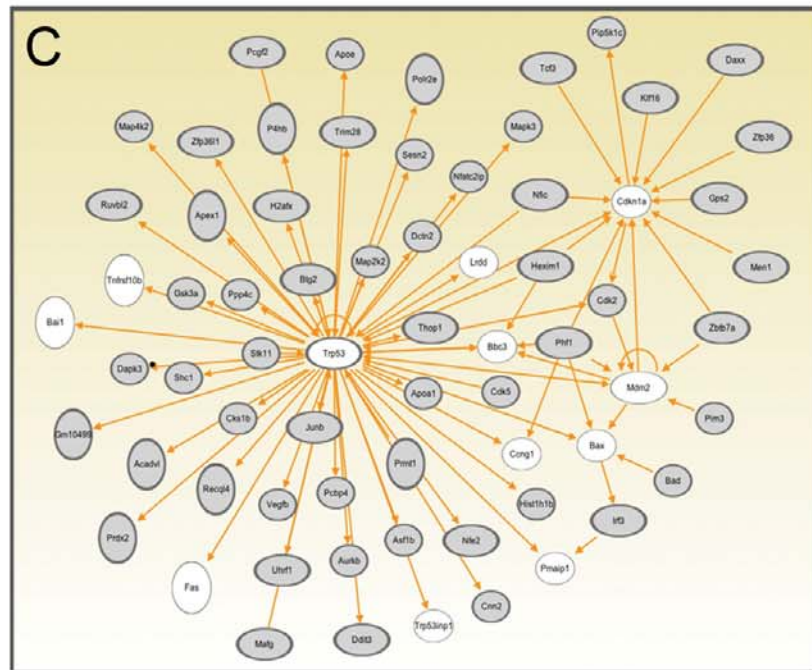 C
Pip5k1c
Pcgf2
Apoe
Tcf3
Daxx
Polr2e
Klf16
Map4k2
Zfp36l1
P4hb
Trim28
Mapk3
Zfp36
Sesn2
Nfatc2ip
Nfic
Cdkn1a
Gps2
Ruvbl2
Apex1
H2afx
Dctn2
Map2k2
Lrdd
Hexim1
Men1
Tnfrsf10b
Gsk3a
Ppp4c
Btg2
Cdk2
Bai1
Thop1
Zbtb7a
Stk11
Trp53
Bbc3
Phf1
Dapk3
Shc1
Mdm2
Apoa1
Cdk5
Pim3
Gm10499
Cks1b
Junb
Ccng1
Bax
Acadvl
Recql4
Prmt1
Bad
Vegfb
Pcbp4
Hist1h1b
Prdx2
Irf3
Asf1b
Nfe2
Fas
Uhrf1
Aurkb
Pmaip1
Cnn2
Mafg
Ddit3
Trp53inp1